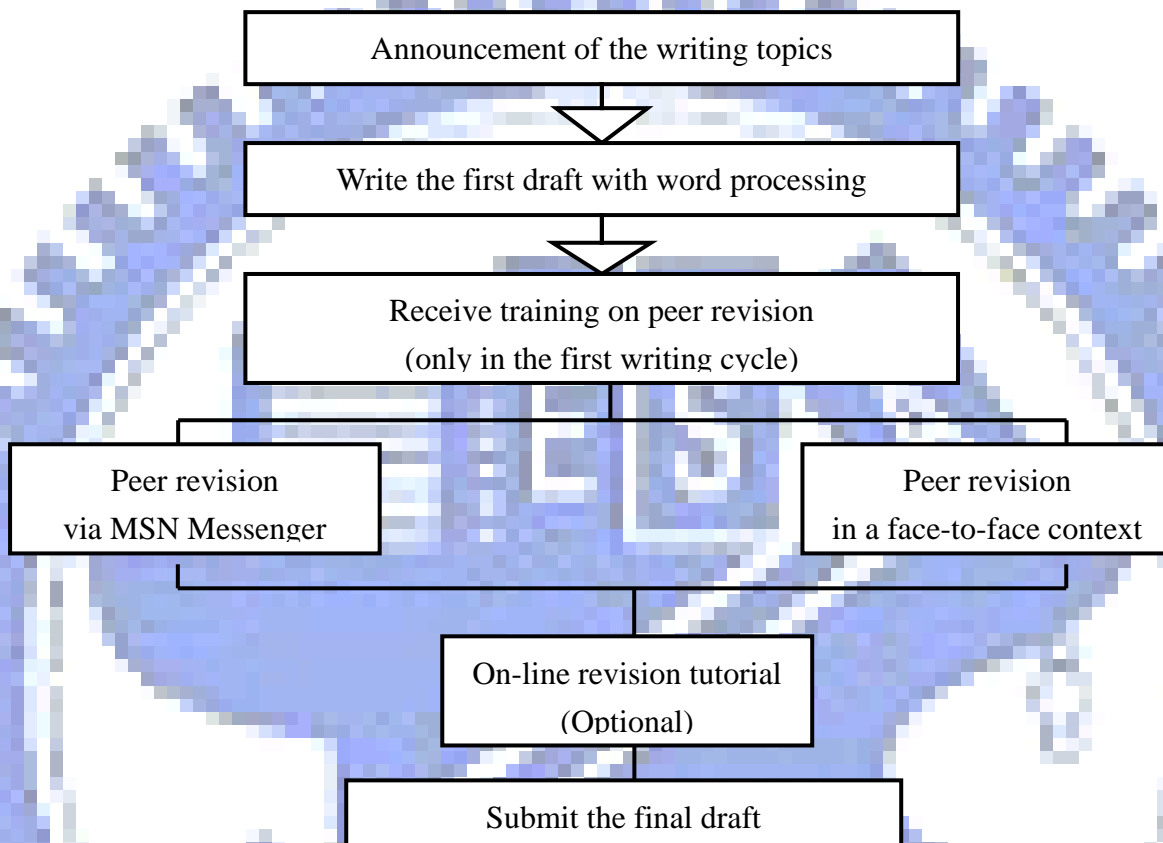 Announcement of the writing topics
Write the first draft with word processing
Receive training on peer revision
(only in the first writing cycle)
Peer revision
via MSN Messenger
Peer revision
in a face-to-face context
On-line revision tutorial
(Optional)
Submit the final draft